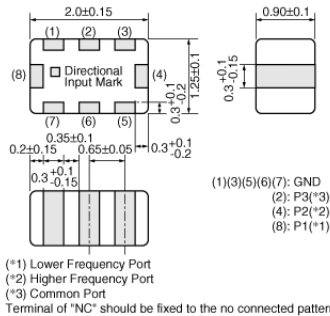 2.0±0.15
0.90±0.1
(1) (2) (3)
(8) Directional Input Mark (4)
(7) (6) (5)
0.3 +0.1 -0.2
1.25±0.1
0.3 +0.1 -0.15
0.35±0.1
0.2±0.15 0.65±0.05 0.3 +0.1 -0.2
0.3 +0.1 -0.15
(1)(3)(5)(6)(7): GND
(2): P3(*3)
(4): P2(*2)
(8): P1(*1)
(*1) Lower Frequency Port
(*2) Higher Frequency Port
(*3) Common Port
Terminal of "NC" should be fixed to the no connected pattern